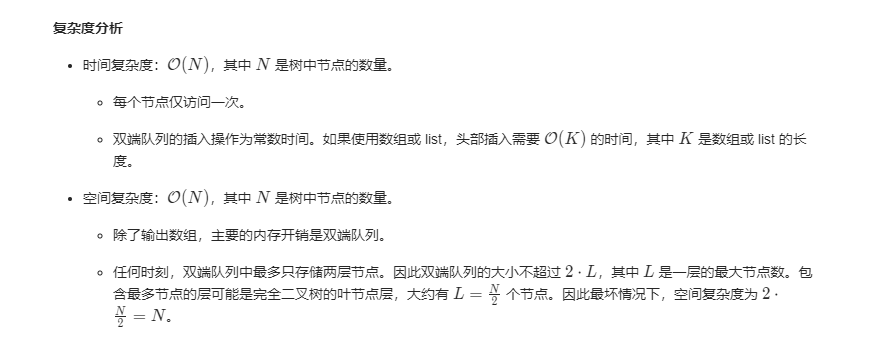 复杂度分析
• 时间复杂度：O(N)，其中 N 是树中节点的数量。
◦ 每个节点仅访问一次。
◦ 双端队列的插入操作为常数时间。如果使用数组或 list，头部插入需要 O(K) 的时间，其中 K 是数组或 list 的长
度。
• 空间复杂度：O(N)，其中 N 是树中节点的数量。
◦ 除了输出数组，主要的内存开销是双端队列。
◦ 任何时刻，双端队列中最多只存储两层节点。因此双端队列的大小不超过 2 · L，其中 L 是一层的最大节点数。包
含最多节点的层可能是完全二叉树的叶节点层，大约有 L = N/2 个节点。因此最坏情况下，空间复杂度为 2 ·
N/2 = N。